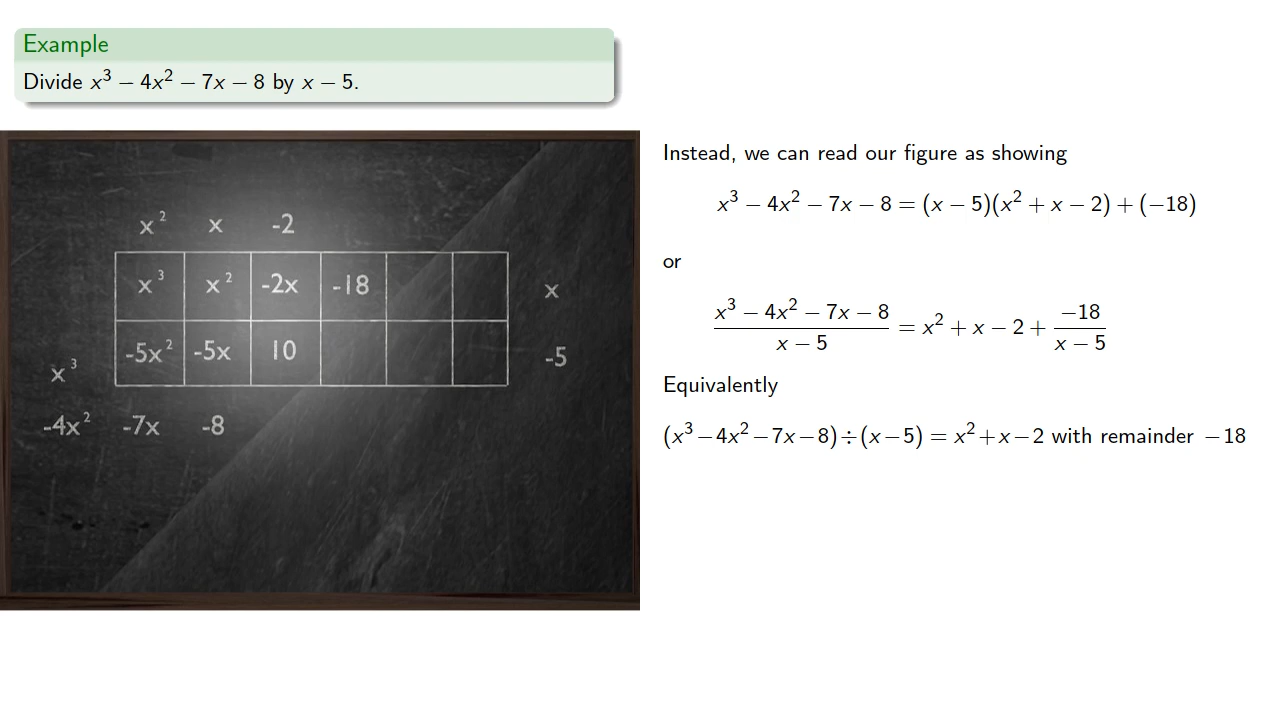 Example
Divide x³ − 4x² − 7x − 8 by x − 5.
x² x -2
x³ x² -2x -18 x
-5x² -5x 10 -5
x³
-4x² -7x -8
Instead, we can read our figure as showing
x³ − 4x² − 7x − 8 = (x − 5)(x² + x − 2) + (−18)
or
x³ − 4x² − 7x − 8
x − 5
= x² + x − 2 +
−18
x − 5
Equivalently
(x³−4x²−7x−8)÷(x−5) = x²+x−2 with remainder −18